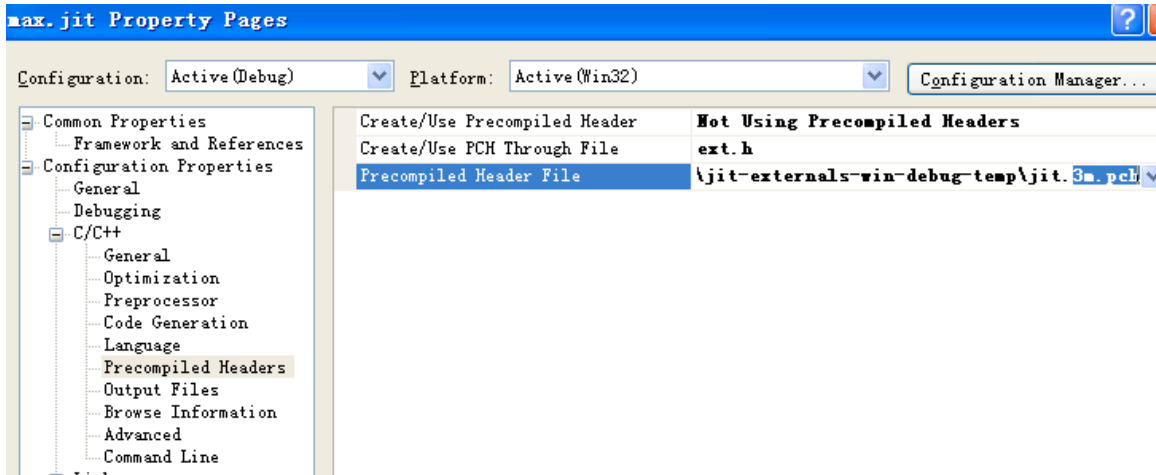 max.jit Property Pages
Configuration: Active(Debug) Platform: Active(Win32) Configuration Manager...
Common Properties
Framework and References
Configuration Properties
General
Debugging
C/C++
General
Optimization
Preprocessor
Code Generation
Language
Precompiled Headers
Output Files
Browse Information
Advanced
Command Line
Create/Use Precompiled Header Not Using Precompiled Headers
Create/Use PCH Through File ext.h
Precompiled Header File \jit-externals-win-debug-temp\jit.3m.pch